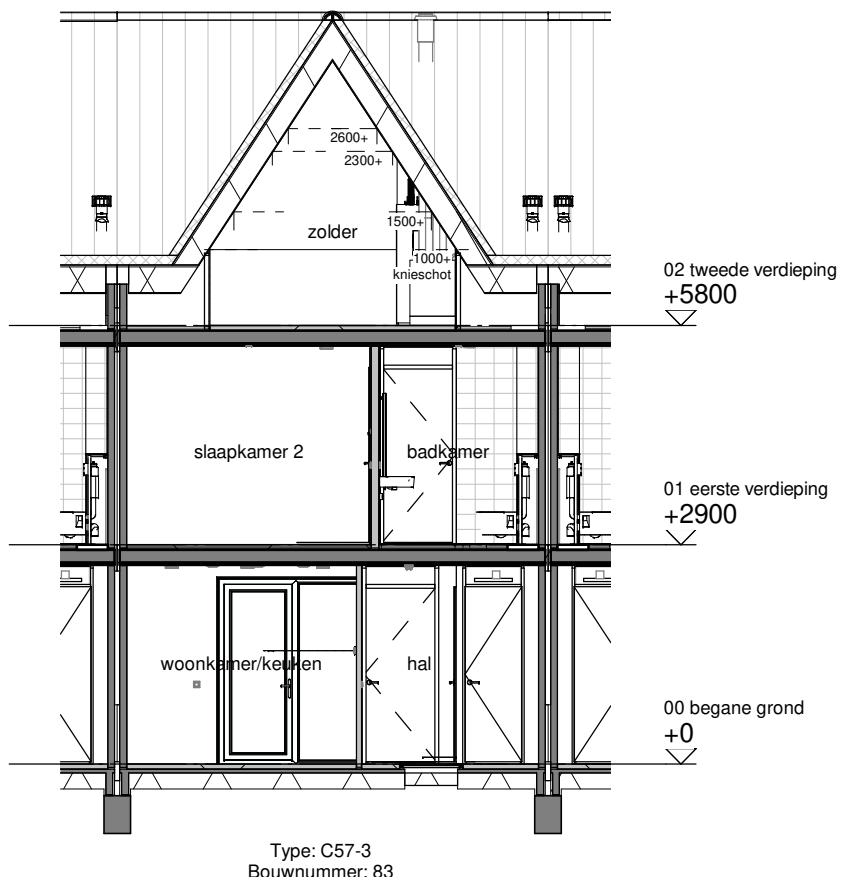 2600+
2300+
zolder
1500+
1000+
knieschot
02 tweede verdieping
+5800
slaapkamer 2
badkamer
01 eerste verdieping
+2900
woonkamer/keuken
hal
00 begane grond
+0
Type: C57-3
Bouwnummer: 83